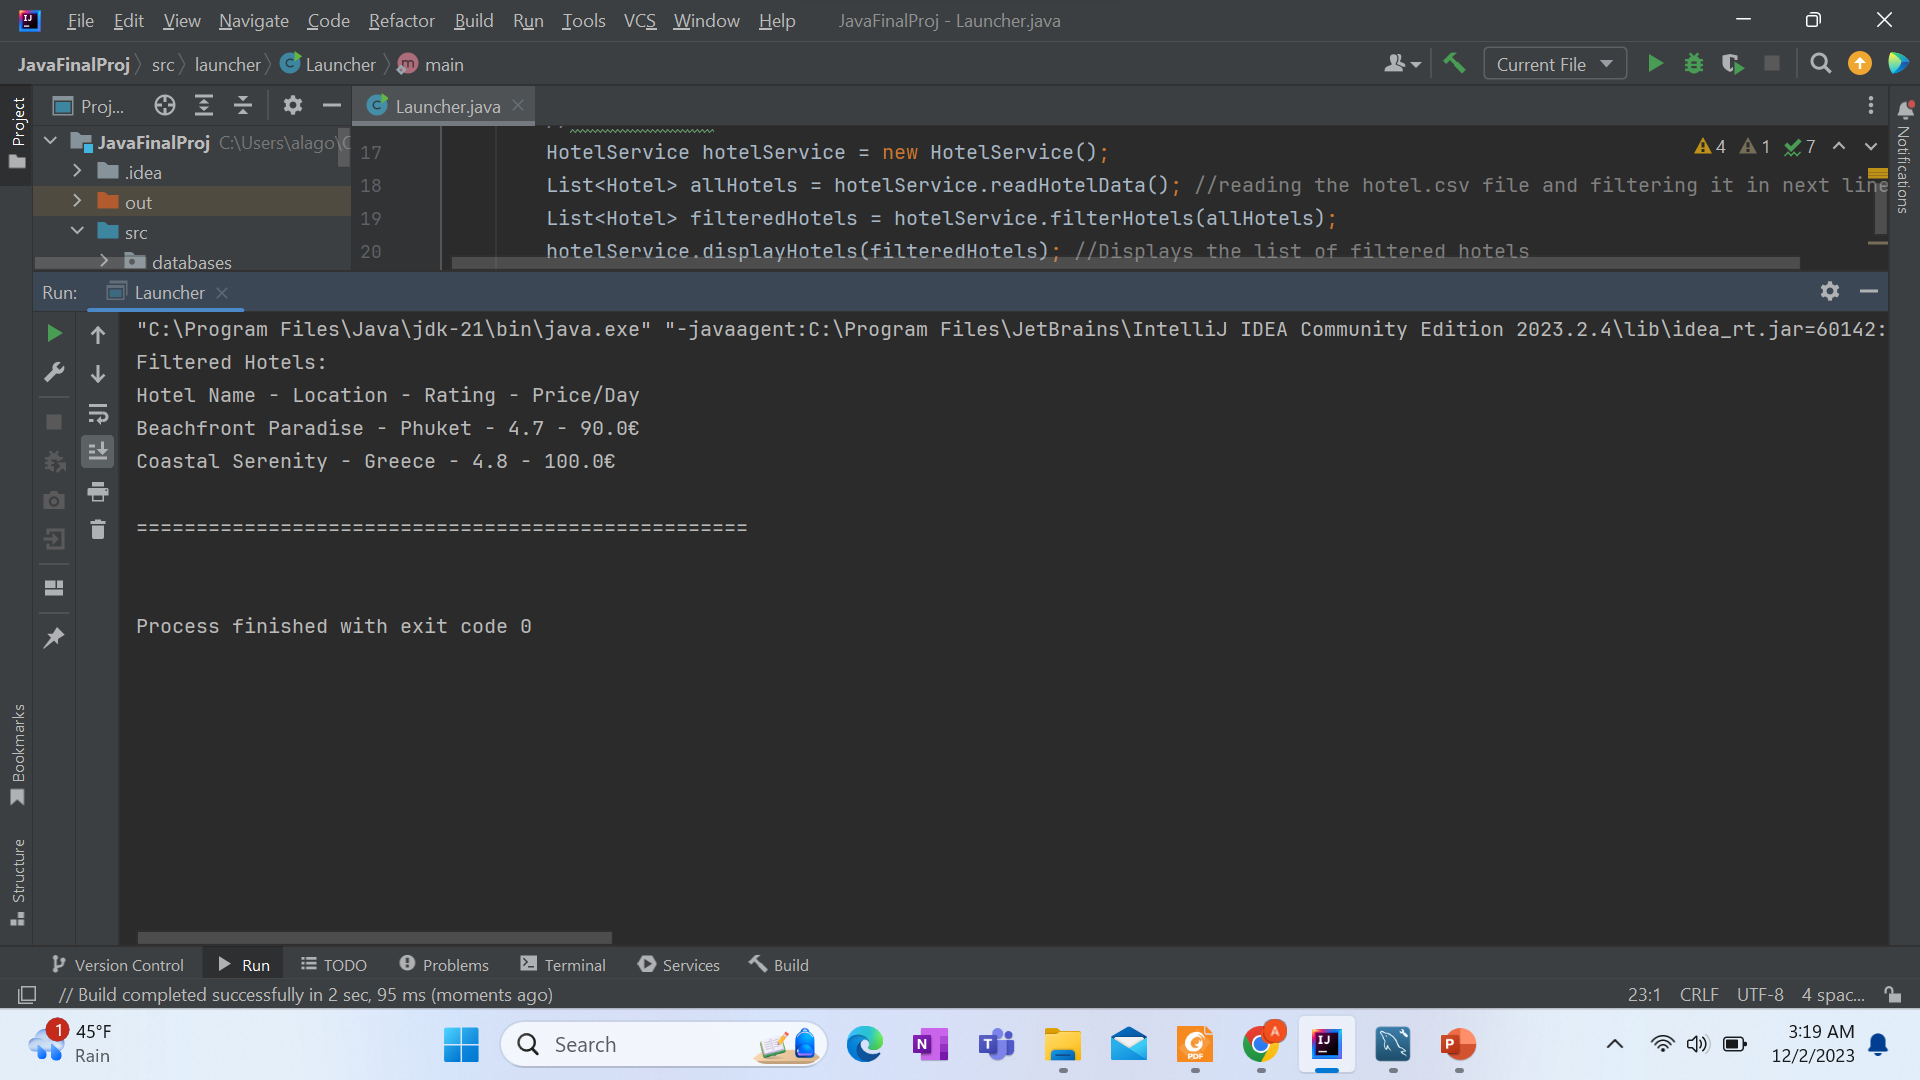 File Edit View Navigate Code Refactor Build Run Tools VCS Window Help JavaFinalProj - Launcher.java
JavaFinalProj src launcher Launcher main Current File
Project Proj... Launcher.java
JavaFinalProj C:\Users\alago\
.idea
out
src
databases
//
17 HotelService hotelService = new HotelService();
18 List<Hotel> allHotels = hotelService.readHotelData(); //reading the hotel.csv file and filtering it in next line
19 List<Hotel> filteredHotels = hotelService.filterHotels(allHotels);
20 hotelService.displayHotels(filteredHotels); //Displays the list of filtered hotels
4 1 7
Notifications
Run: Launcher
"C:\Program Files\Java\jdk-21\bin\java.exe" "-javaagent:C:\Program Files\JetBrains\IntelliJ IDEA Community Edition 2023.2.4\lib\idea_rt.jar=60142:
Filtered Hotels:
Hotel Name - Location - Rating - Price/Day
Beachfront Paradise - Phuket - 4.7 - 90.0€
Coastal Serenity - Greece - 4.8 - 100.0€
===================================================
Process finished with exit code 0
Bookmarks
Structure
Version Control Run TODO Problems Terminal Services Build
// Build completed successfully in 2 sec, 95 ms (moments ago) 23:1 CRLF UTF-8 4 spac...
1 45°F
Rain
Search
3:19 AM
12/2/2023